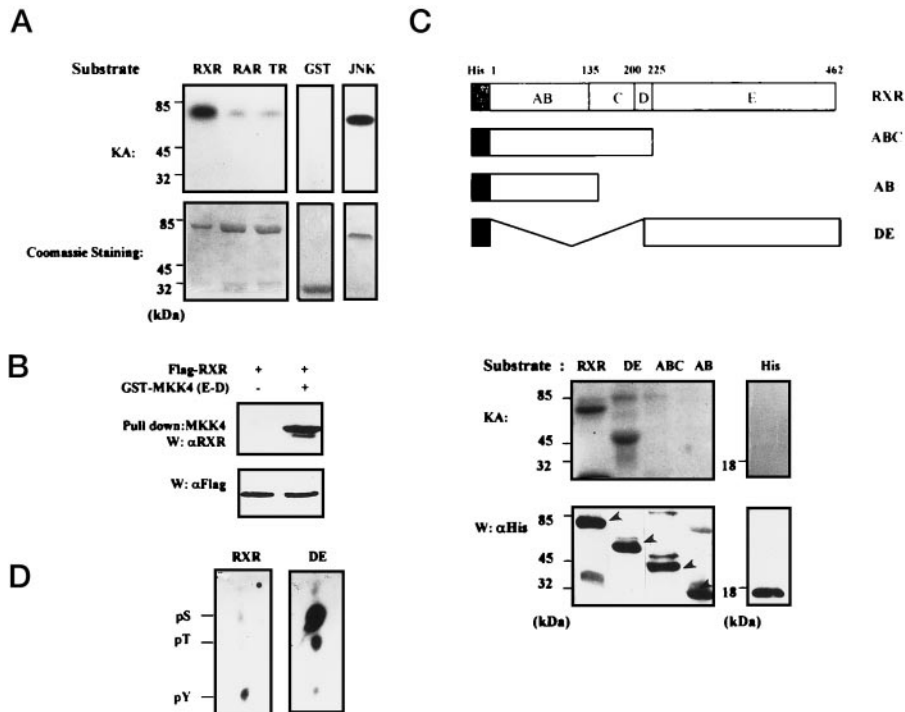 A
Substrate RXR RAR TR GST JNK
85
KA:
45
32
85
Coomassie Staining:
45
32
(kDa)
B
Flag-RXR + +
GST-MKK4 (E-D) - +
Pull down:MKK4
W: αRXR
W: αFlag
C
His 1 135 200 225 462
AB C D E RXR
ABC
AB
DE
Substrate : RXR DE ABC AB His
85
KA:
45
32
18
W: αHis
85
45
32
18
(kDa) (kDa)
D
RXR DE
pS
pT
pY